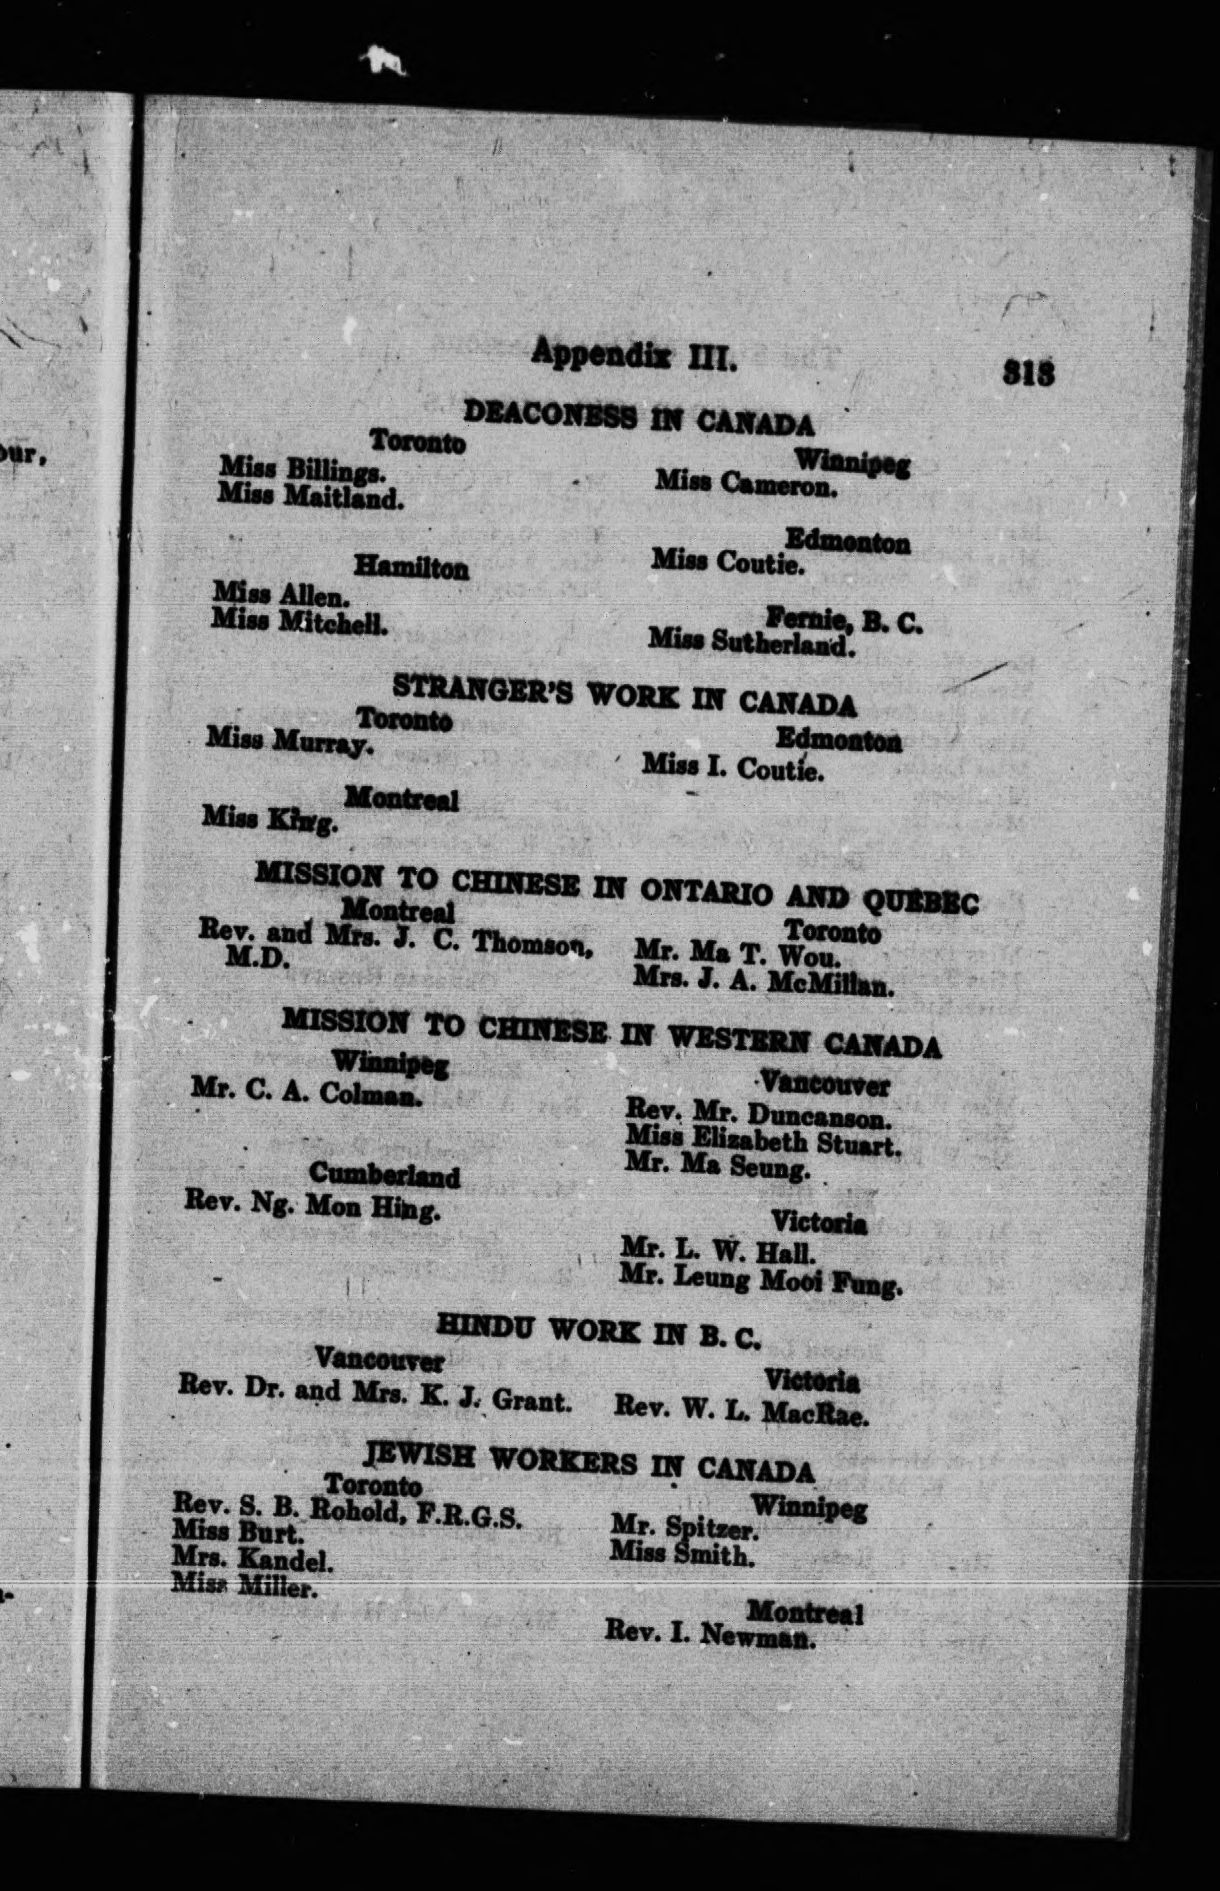 Appendix III.
313
DEACONESS IN CANADA
Toronto
Miss Billings.
Miss Maitland.
Hamilton
Miss Allen.
Miss Mitchell.
Winnipeg
Miss Cameron.
Edmonton
Miss Coutie.
Fernie, B. C.
Miss Sutherland.
STRANGER'S WORK IN CANADA
Toronto
Miss Murray.
Montreal
Miss King.
Edmonton
Miss I. Coutie.
MISSION TO CHINESE IN ONTARIO AND QUEBEC
Montreal
Rev. and Mrs. J. C. Thomson,
M.D.
Toronto
Mr. Ma T. Wou.
Mrs. J. A. McMillan.
MISSION TO CHINESE IN WESTERN CANADA
Winnipeg
Mr. C. A. Colman.
Cumberland
Rev. Ng. Mon Hing.
Vancouver
Rev. Mr. Duncanson.
Miss Elizabeth Stuart.
Mr. Ma Seung.
Victoria
Mr. L. W. Hall.
Mr. Leung Mooi Fung.
HINDU WORK IN B. C.
Vancouver
Rev. Dr. and Mrs. K. J. Grant.
Victoria
Rev. W. L. MacRae.
JEWISH WORKERS IN CANADA
Toronto
Rev. S. B. Rohold, F.R.G.S.
Miss Burt.
Mrs. Kandel.
Miss Miller.
Winnipeg
Mr. Spitzer.
Miss Smith.
Montreal
Rev. I. Newman.